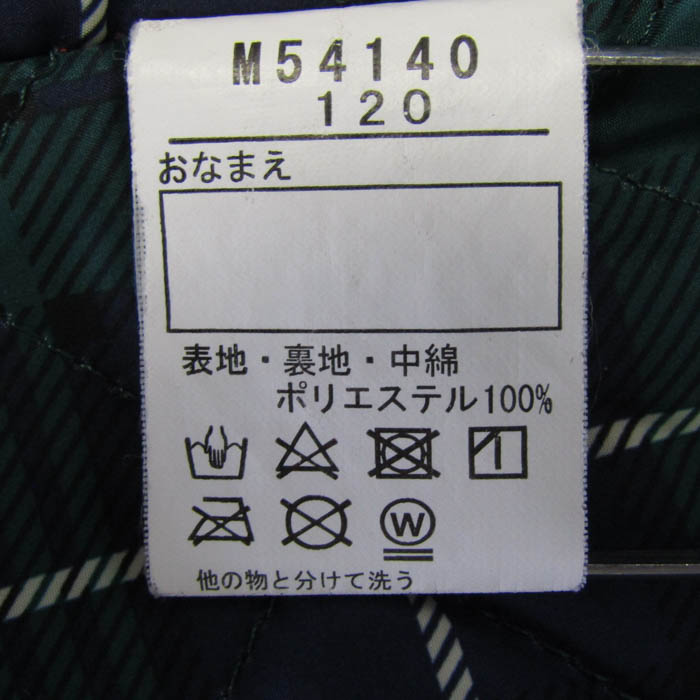 M54140
120
おなまえ
表地・裏地・中綿
ポリエステル100%
W
他の物と分けて洗う